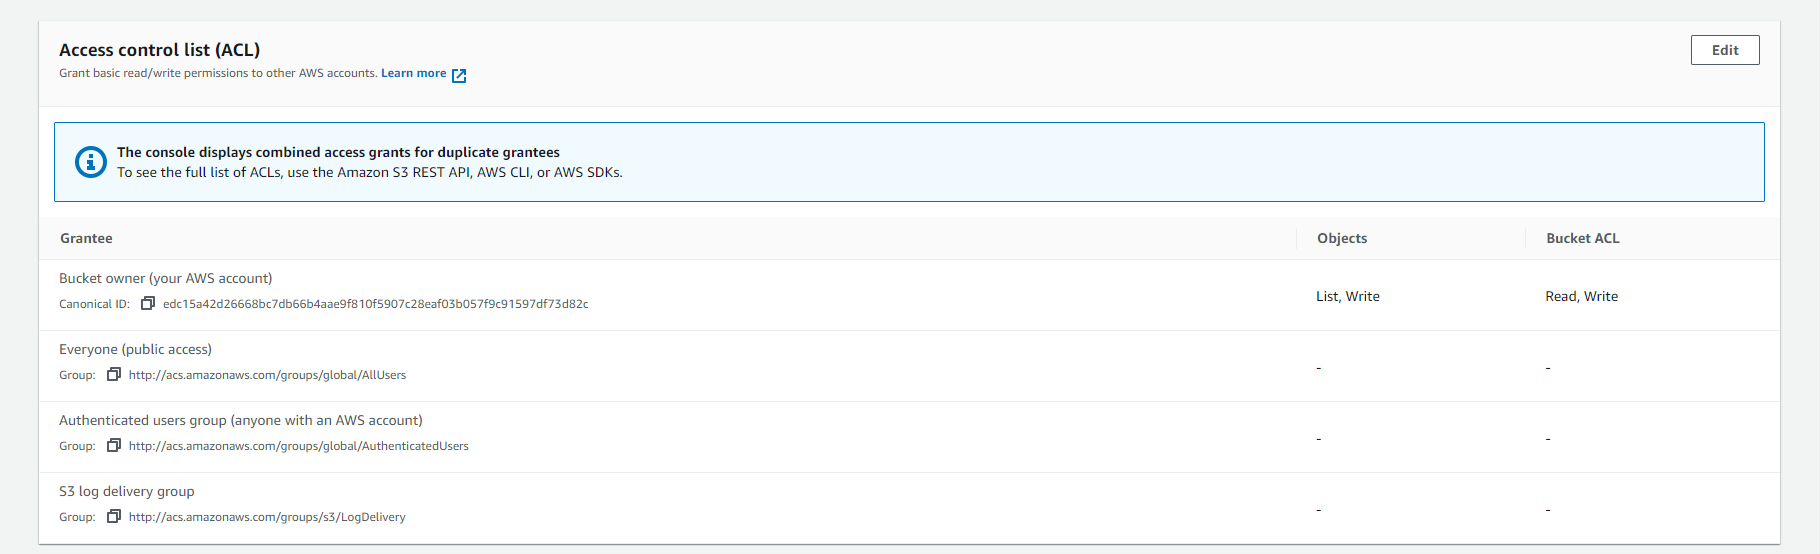 Access control list (ACL)
Edit
Grant basic read/write permissions to other AWS accounts. Learn more
The console displays combined access grants for duplicate grantees
To see the full list of ACLs, use the Amazon S3 REST API, AWS CLI, or AWS SDKs.
Grantee Objects Bucket ACL
Bucket owner (your AWS account)
Canonical ID: edc15a42d26668bc7db66b4aae9f810f5907c28eaf03b057f9c91597df73d82c
List, Write Read, Write
Everyone (public access)
Group: http://acs.amazonaws.com/groups/global/AllUsers
- -
Authenticated users group (anyone with an AWS account)
Group: http://acs.amazonaws.com/groups/global/AuthenticatedUsers
- -
S3 log delivery group
Group: http://acs.amazonaws.com/groups/s3/LogDelivery
- -